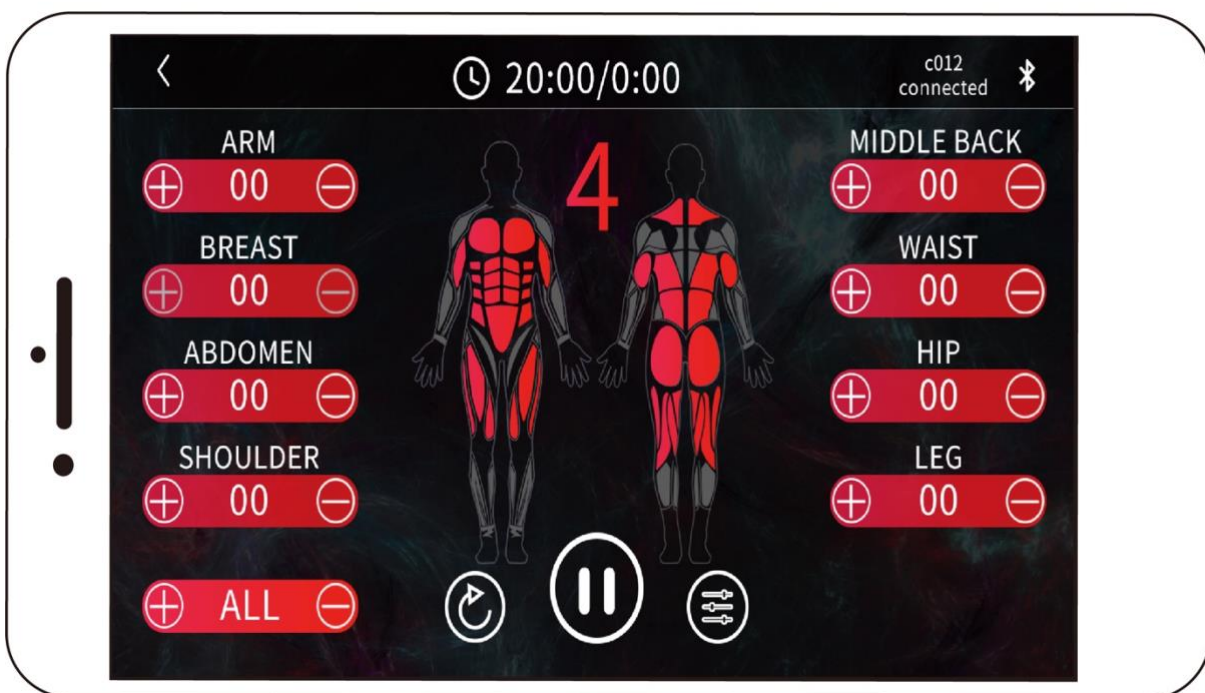 20:00/0:00
c012
connected
ARM
00
BREAST
00
ABDOMEN
00
SHOULDER
00
ALL
4
MIDDLE BACK
00
WAIST
00
HIP
00
LEG
00